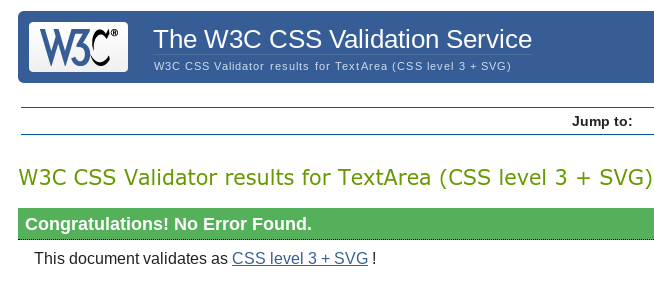 W3C®
The W3C CSS Validation Service
W3C CSS Validator results for TextArea (CSS level 3 + SVG)
Jump to:
W3C CSS Validator results for TextArea (CSS level 3 + SVG)
Congratulations! No Error Found.
This document validates as CSS level 3 + SVG !